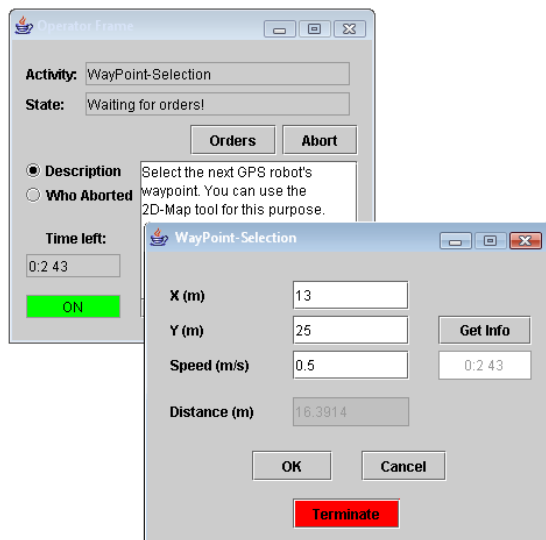 Operator Frame
Activity: WayPoint-Selection
State: Waiting for orders!
Orders Abort
Description
Who Aborted
Select the next GPS robot's
waypoint. You can use the
2D-Map tool for this purpose.
Time left:
0:2 43
ON
WayPoint-Selection
X (m) 13
Y (m) 25 Get Info
Speed (m/s) 0.5 0:2 43
Distance (m) 16.3914
OK Cancel
Terminate